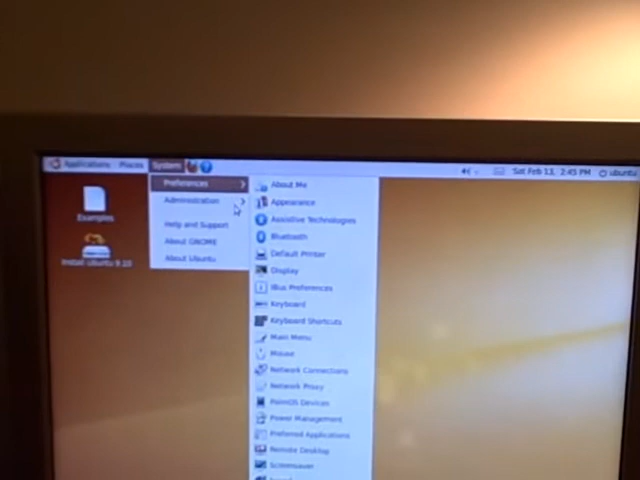 Applications Places System
Sat Feb 13, 2:45 PM ubuntu
Examples
Install Ubuntu 9.10
Preferences
Administration
Help and Support
About GNOME
About Ubuntu
About Me
Appearance
Assistive Technologies
Bluetooth
Default Printer
Display
IBus Preferences
Keyboard
Keyboard Shortcuts
Main Menu
Mouse
Network Connections
Network Proxy
PalmOS Devices
Power Management
Preferred Applications
Remote Desktop
Screensaver